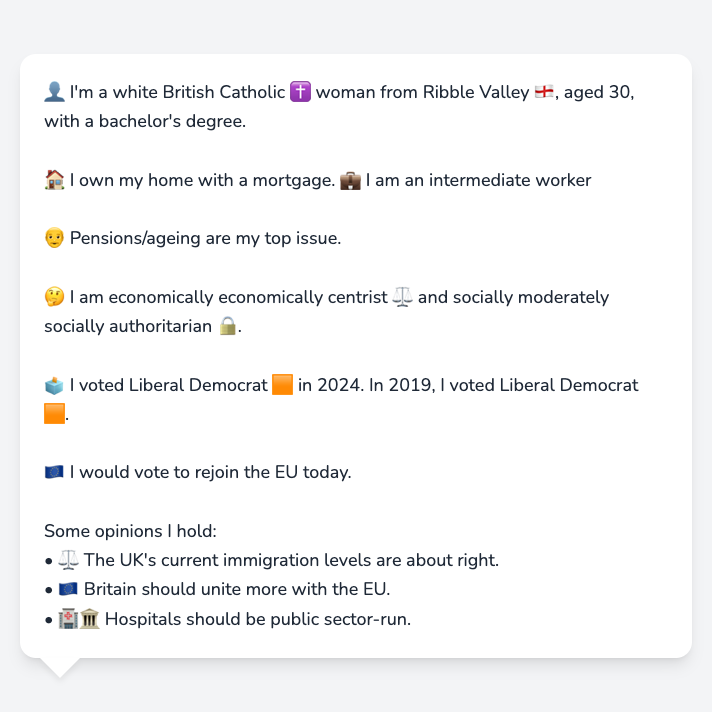 👤 I'm a white British Catholic ✝️ woman from Ribble Valley 🏴󠁧󠁢󠁥󠁮󠁧󠁿, aged 30,
with a bachelor's degree.
🏠 I own my home with a mortgage. 💼 I am an intermediate worker
🧓 Pensions/ageing are my top issue.
🤔 I am economically economically centrist ⚖️ and socially moderately
socially authoritarian 🔒.
🗳️ I voted Liberal Democrat 🟧 in 2024. In 2019, I voted Liberal Democrat
🟧.
🇪🇺 I would vote to rejoin the EU today.
Some opinions I hold:
• ⚖️ The UK's current immigration levels are about right.
• 🇪🇺 Britain should unite more with the EU.
• 🏥🏛️ Hospitals should be public sector-run.